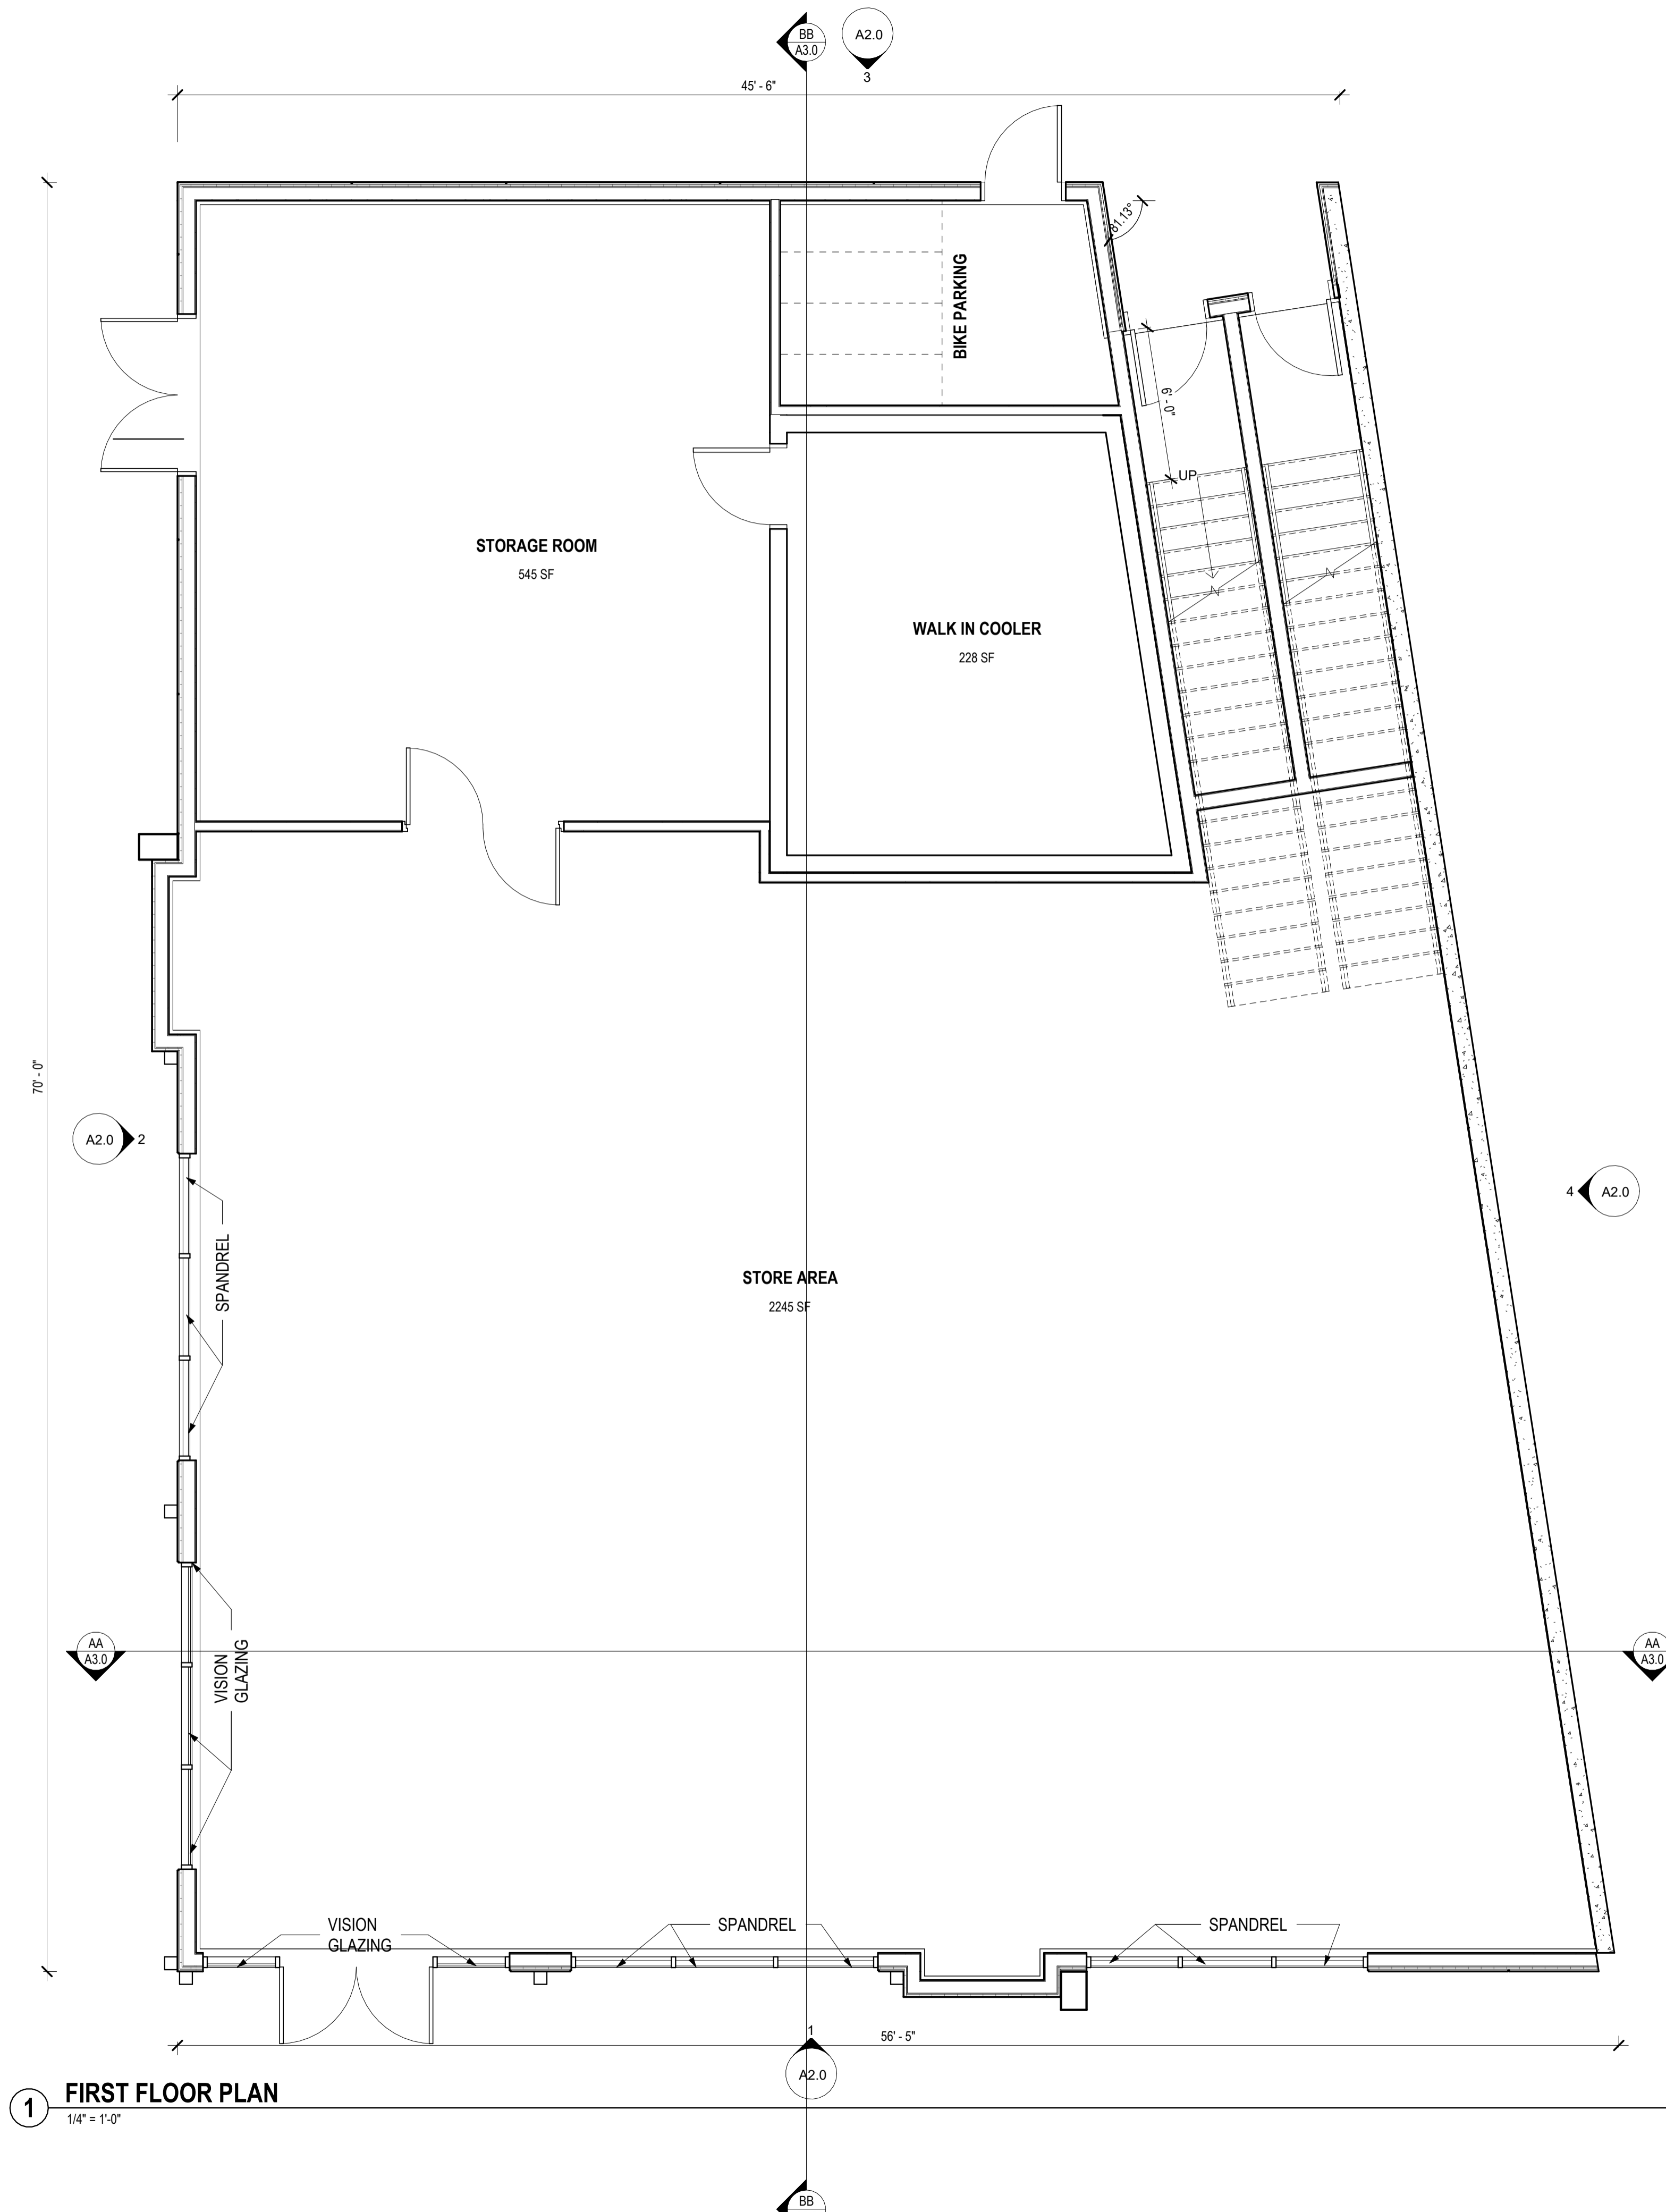 BB
A3.0
A2.0
3
45' - 6"
81.13°
BIKE PARKING
6' - 0"
UP
STORAGE ROOM
545 SF
WALK IN COOLER
228 SF
70' - 0"
A2.0
2
4
A2.0
SPANDREL
STORE AREA
2245 SF
AA
A3.0
VISION
GLAZING
AA
A3.0
VISION
GLAZING
SPANDREL
SPANDREL
1
56' - 5"
A2.0
1
FIRST FLOOR PLAN
1/4" = 1'-0"
BB